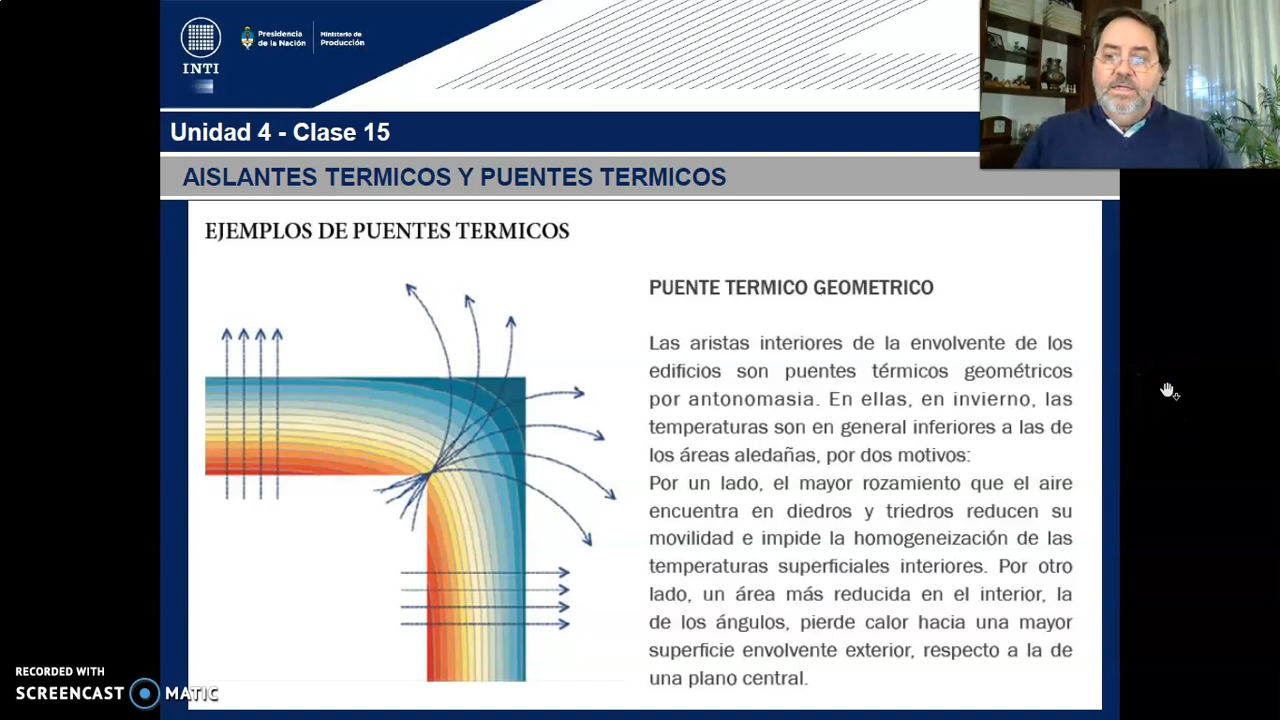 INTI
Presidencia
de la Nación
Ministerio de
Producción
Unidad 4 - Clase 15
AISLANTES TERMICOS Y PUENTES TERMICOS
EJEMPLOS DE PUENTES TERMICOS
PUENTE TERMICO GEOMETRICO
Las aristas interiores de la envolvente de los
edificios son puentes térmicos geométricos
por antonomasia. En ellas, en invierno, las
temperaturas son en general inferiores a las de
los áreas aledañas, por dos motivos:
Por un lado, el mayor rozamiento que el aire
encuentra en diedros y triedros reducen su
movilidad e impide la homogeneización de las
temperaturas superficiales interiores. Por otro
lado, un área más reducida en el interior, la
de los ángulos, pierde calor hacia una mayor
superficie envolvente exterior, respecto a la de
una plano central.
RECORDED WITH
SCREENCAST MATIC